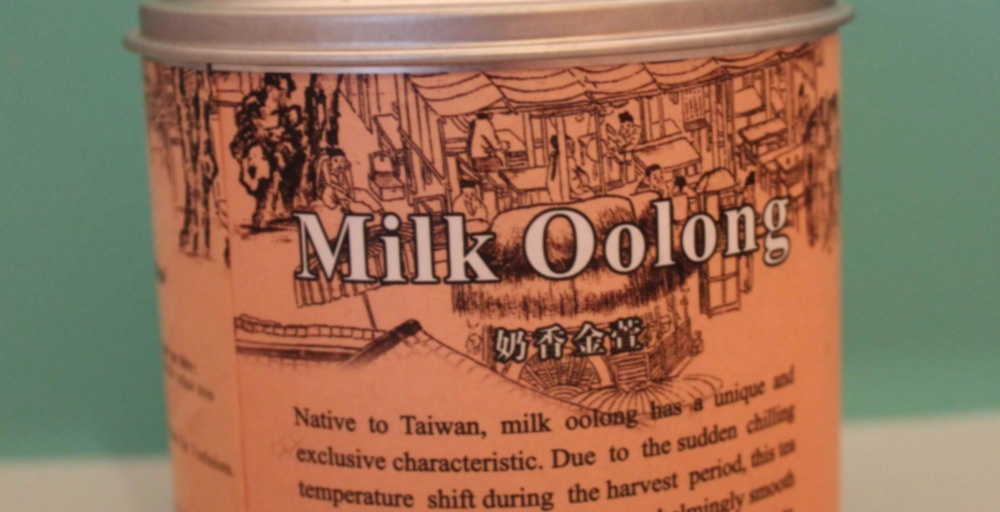 Milk Oolong
奶香金萱
Native to Taiwan, milk oolong has a unique and
exclusive characteristic. Due to the sudden chilling
temperature shift during the harvest period, this tea
smooth